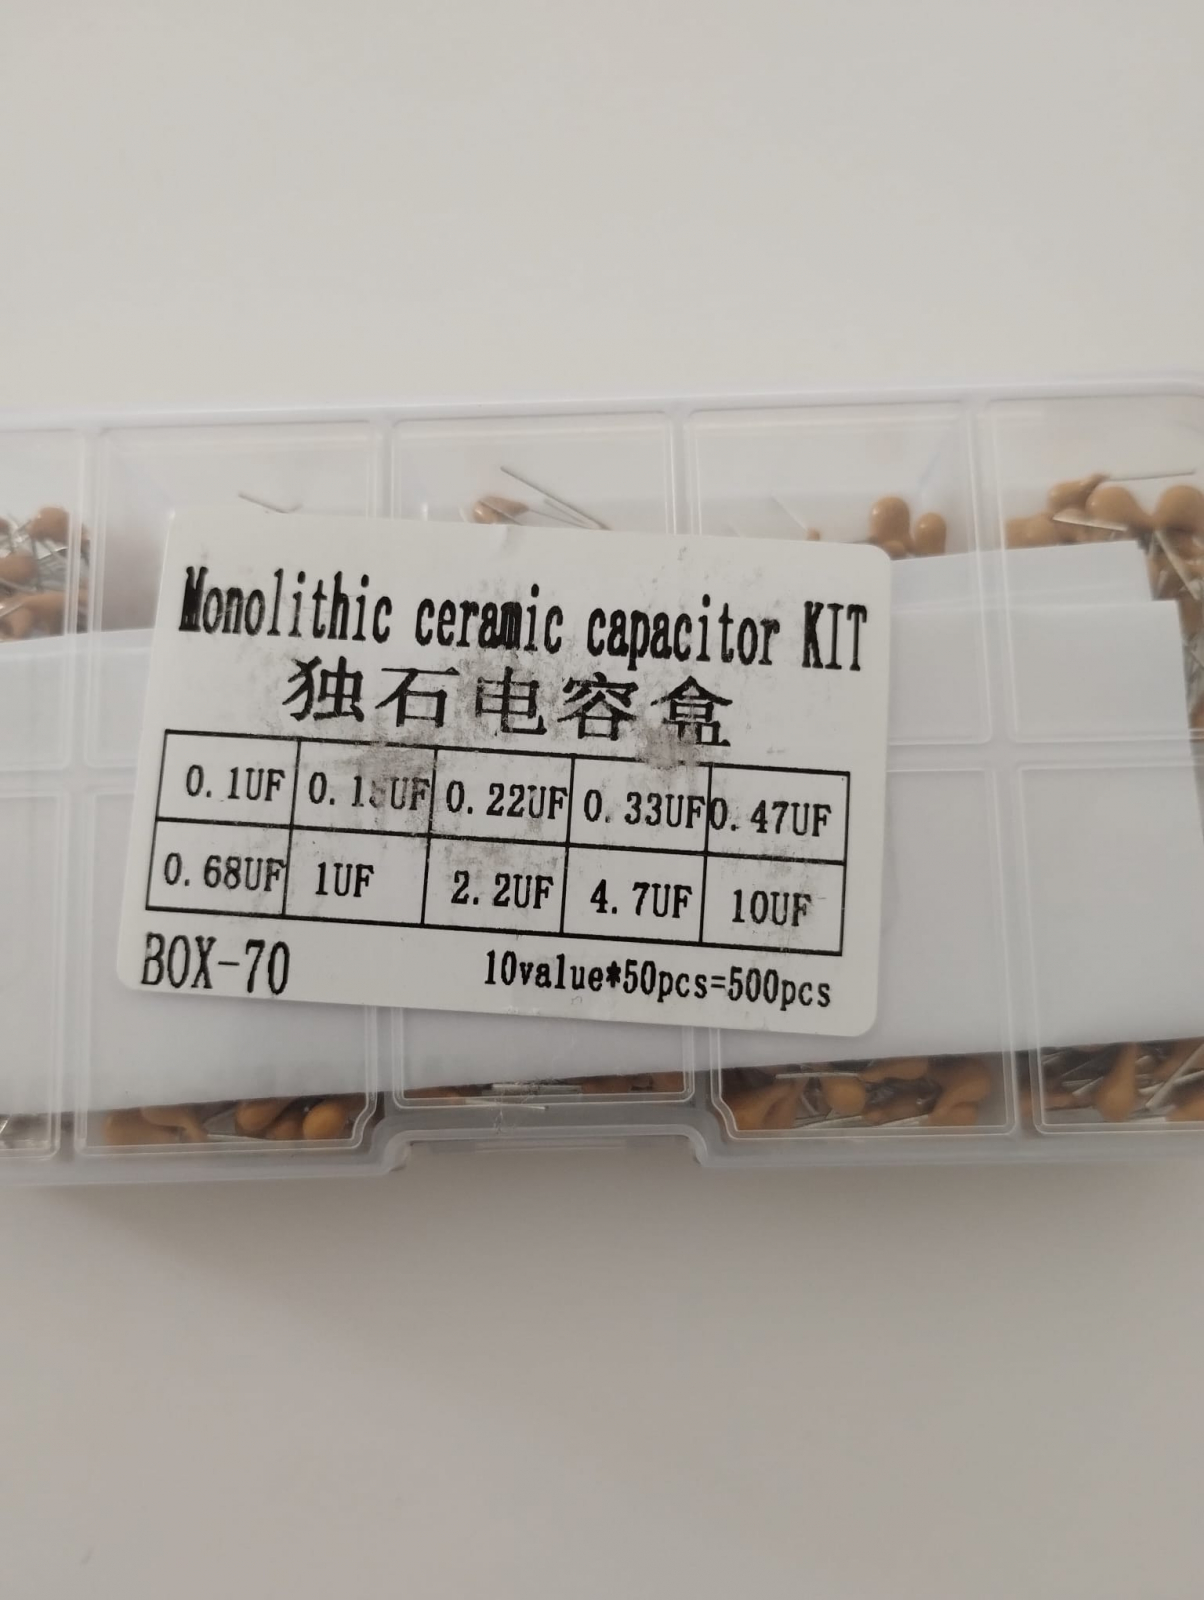 Monolithic ceramic capacitor KIT
独石电容盒
0.1UF 0.22UF 0.33UF 0.47UF
0.68UF 1UF 2.2UF 4.7UF 10UF
BOX-70 10value*50pcs=500pcs